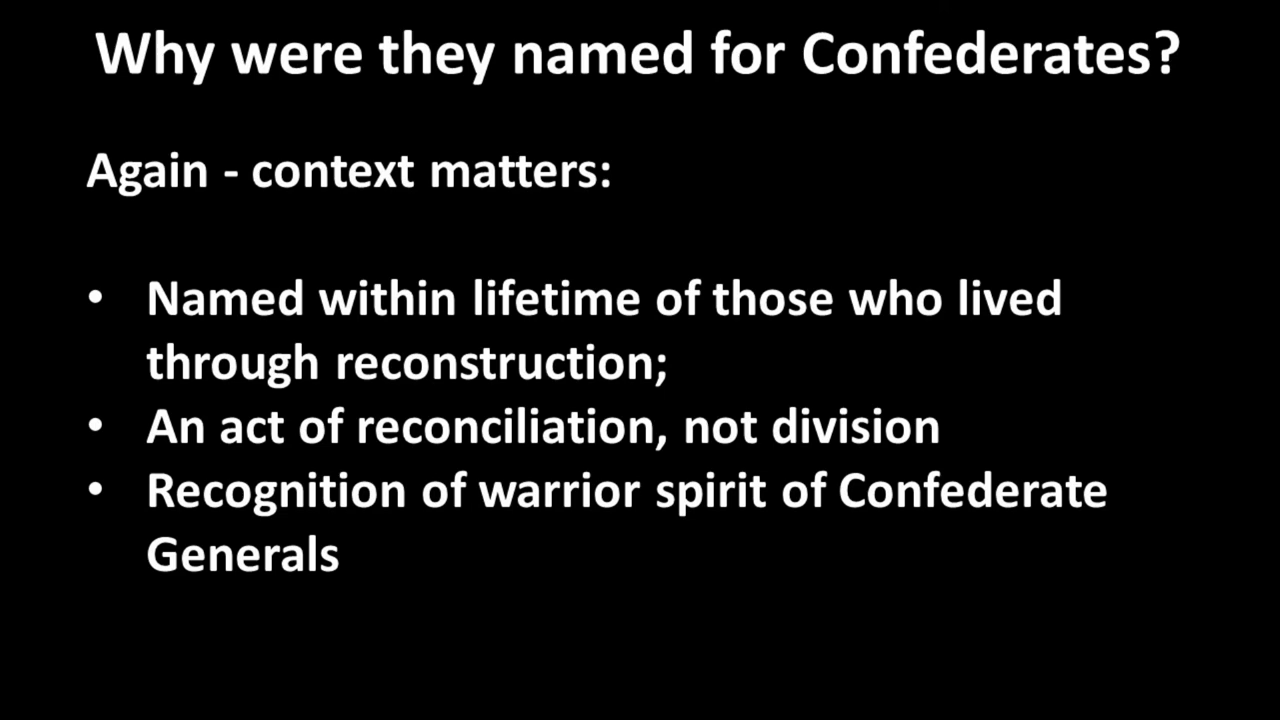 Why were they named for Confederates?
Again - context matters:
• Named within lifetime of those who lived
through reconstruction;
• An act of reconciliation, not division
• Recognition of warrior spirit of Confederate
Generals